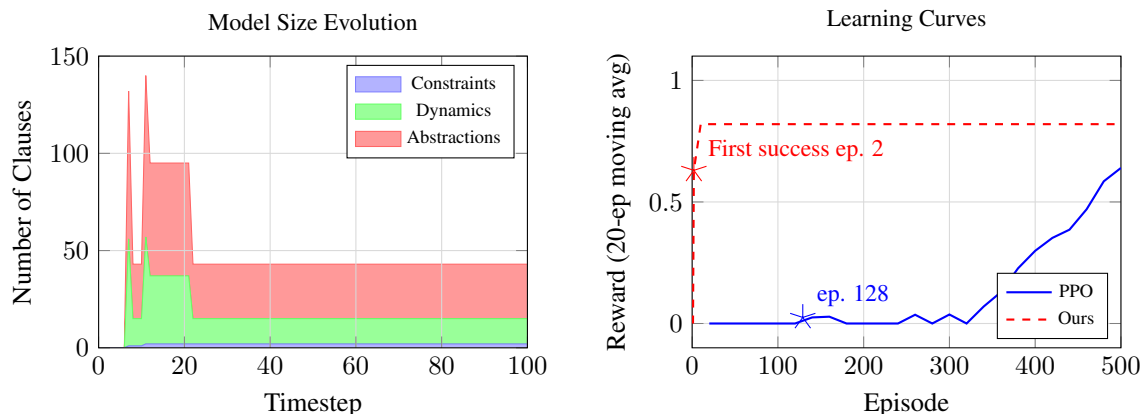 Model Size Evolution
Number of Clauses
150
100
50
0
0
20
40
60
80
100
Timestep
Constraints
Dynamics
Abstractions
Learning Curves
Reward (20-ep moving avg)
1
0.5
0
0
100
200
300
400
500
Episode
First success ep. 2
ep. 128
PPO
Ours